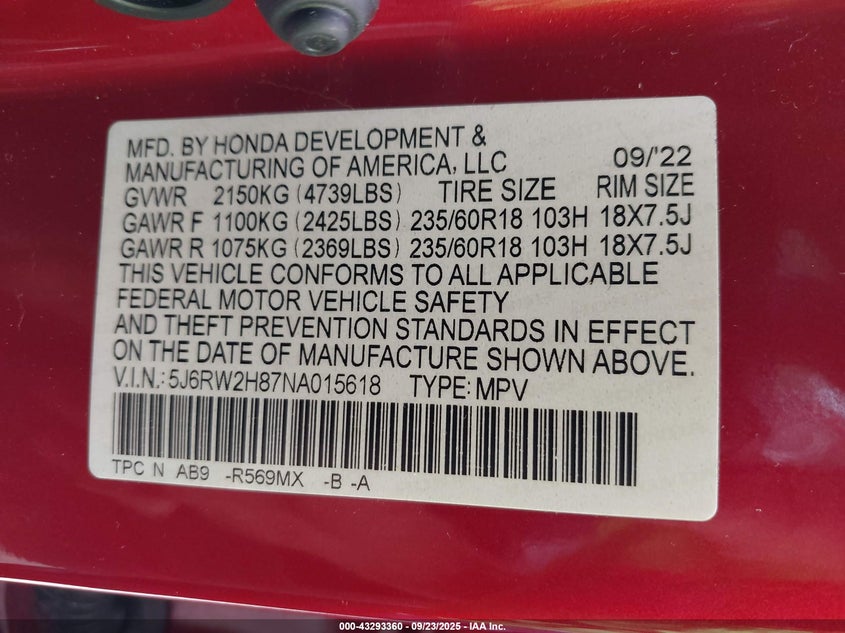 MFD. BY HONDA DEVELOPMENT &
MANUFACTURING OF AMERICA, LLC 09/'22
GVWR 2150KG (4739LBS) TIRE SIZE RIM SIZE
GAWR F 1100KG (2425LBS) 235/60R18 103H 18X7.5J
GAWR R 1075KG (2369LBS) 235/60R18 103H 18X7.5J
THIS VEHICLE CONFORMS TO ALL APPLICABLE
FEDERAL MOTOR VEHICLE SAFETY
AND THEFT PREVENTION STANDARDS IN EFFECT
ON THE DATE OF MANUFACTURE SHOWN ABOVE.
V.I.N.: 5J6RW2H87NA015618 TYPE: MPV
TPC N AB9 -R569MX -B -A
000-43293360 - 09/23/2025 - IAA Inc.